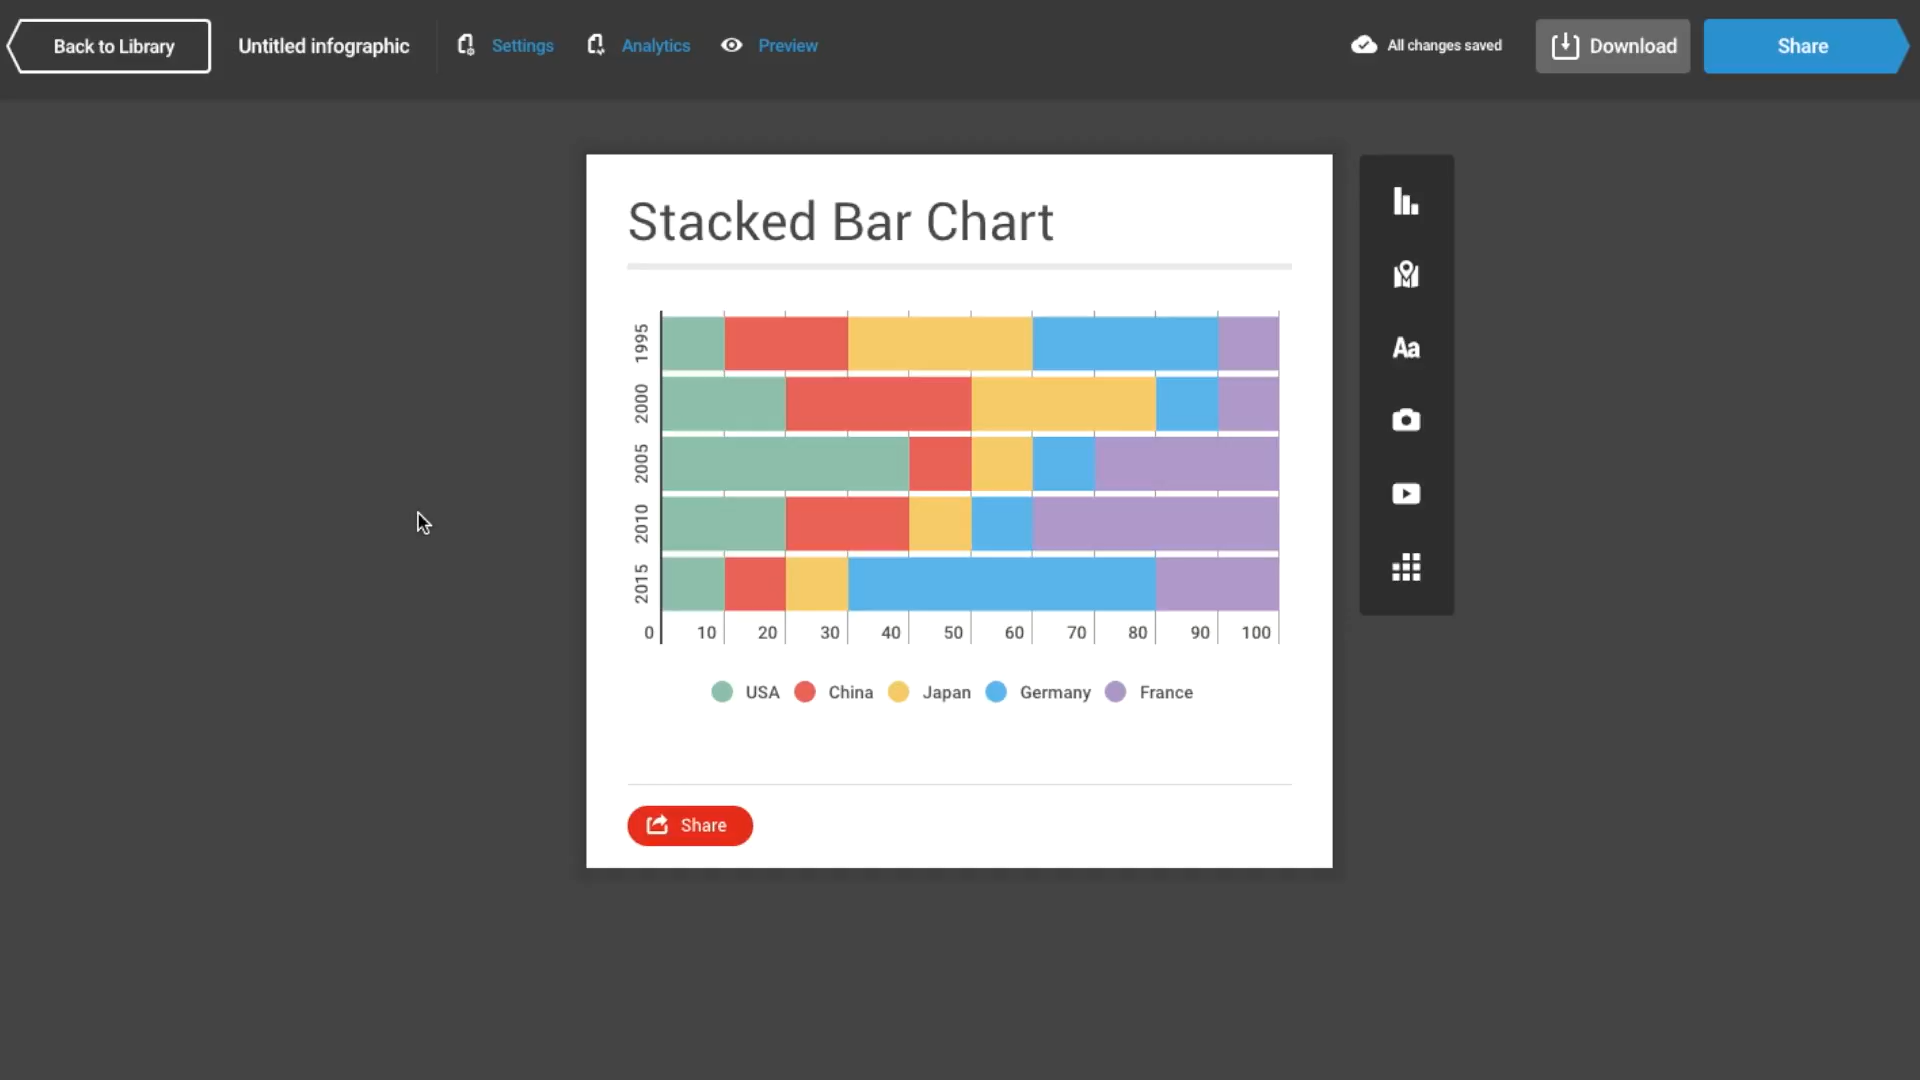 Back to Library
Untitled infographic
Settings
Analytics
Preview
All changes saved
Download
Share
Stacked Bar Chart
1995
2000
2005
2010
2015
0 10 20 30 40 50 60 70 80 90 100
USA China Japan Germany France
Share
Aa